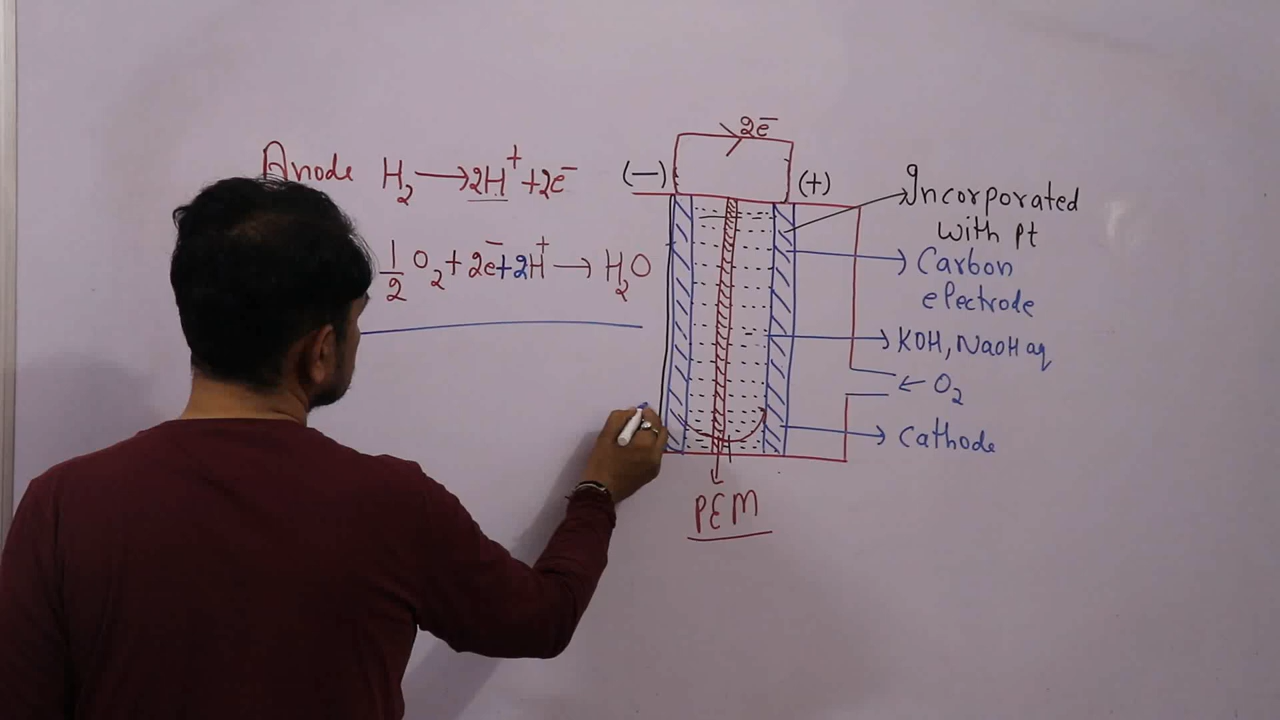 Anode H₂ → 2H⁺ + 2e⁻
½ O₂ + 2e⁻ + 2H⁺ → H₂O
2e⁻
(—)
(+)
Incorporated
with Pt
Carbon
electrode
KOH, NaOH aq
← O₂
Cathode
PEM